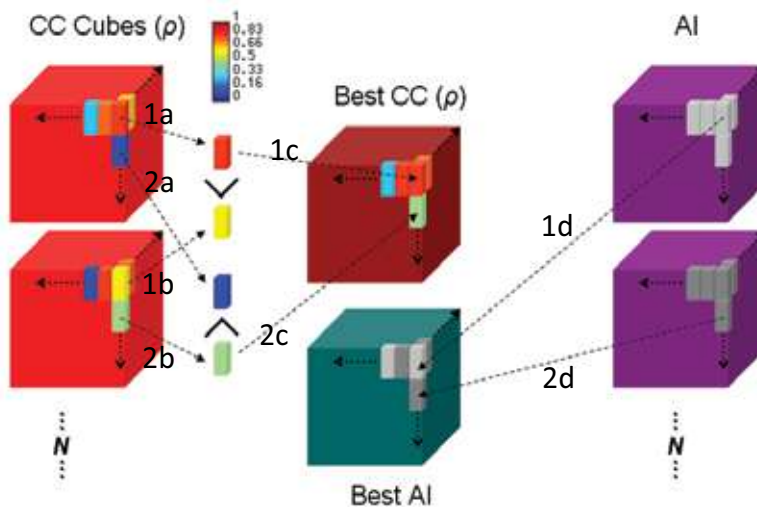 CC Cubes (ρ)
1
0.83
0.66
0.5
0.33
0.16
0
AI
Best CC (ρ)
1a
1c
2a
1d
1b
2c
2b
2d
N
N
Best AI